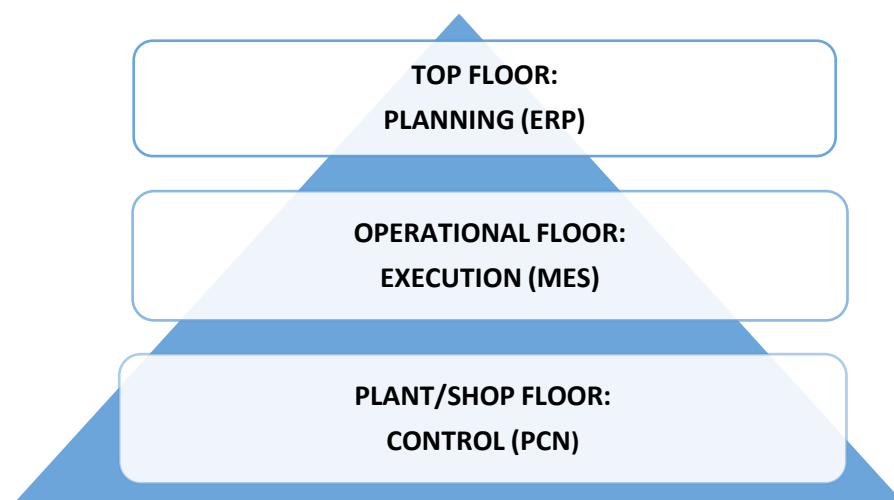 TOP FLOOR:
PLANNING (ERP)
OPERATIONAL FLOOR:
EXECUTION (MES)
PLANT/SHOP FLOOR:
CONTROL (PCN)